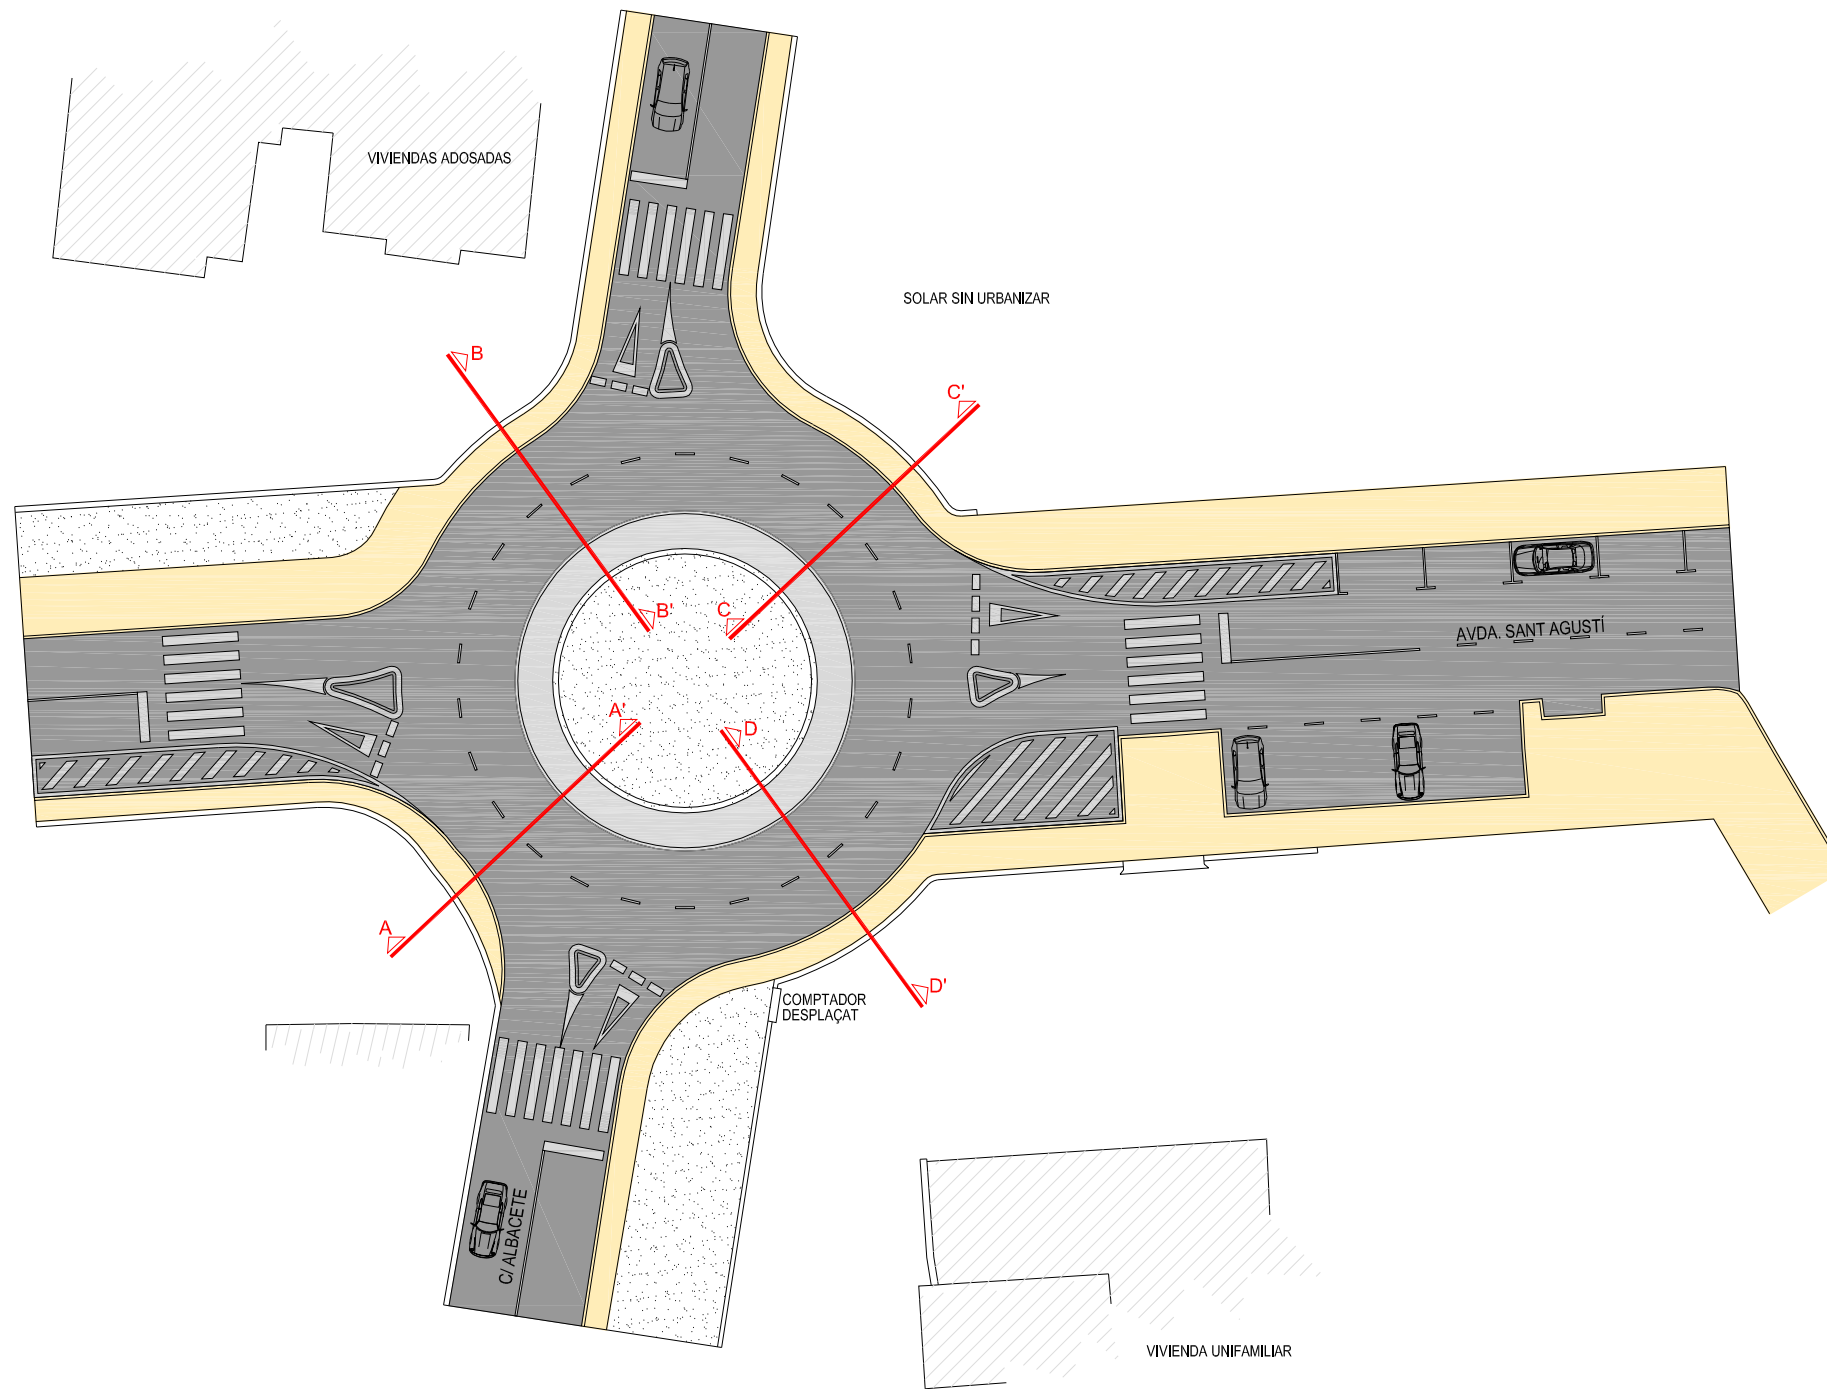 VIVIENDAS ADOSADAS
SOLAR SIN URBANIZAR
B
C'
B'
C
AVDA. SANT AGUSTÍ
A'
D
A
D'
COMPTADOR
DESPLAÇAT
C/ ALBACETE
VIVIENDA UNIFAMILIAR